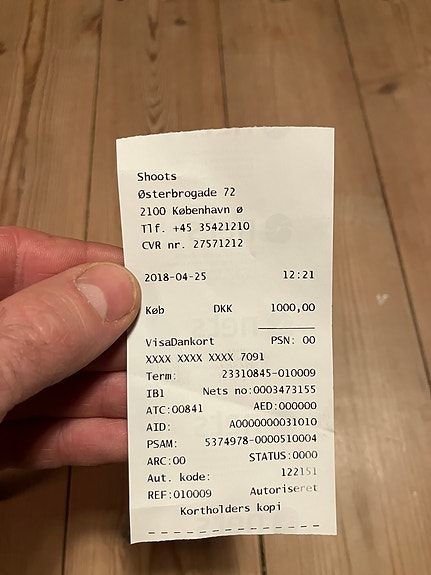 Shoots
Østerbrogade 72
2100 København ø
Tlf. +45 35421210
CVR nr. 27571212
2018-04-25 12:21
Køb DKK 1000,00
VisaDankort PSN: 00
XXXX XXXX XXXX 7091
Term: 23310845-010009
IB1 Nets no:0003473155
ATC:00841 AED:000000
AID: A0000000031010
PSAM: 5374978-0000510004
ARC:00 STATUS:0000
Aut. kode: 122151
REF:010009 Autoriseret
Kortholders kopi